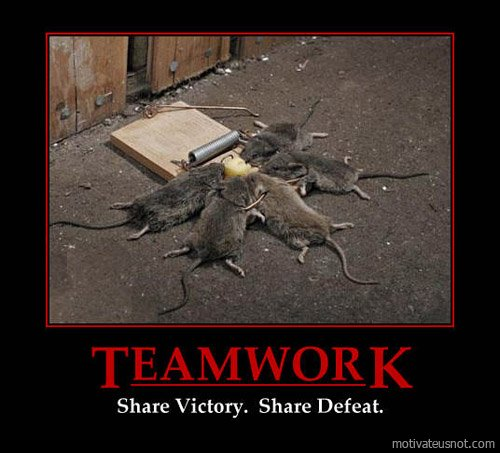 TEAMWORK
Share Victory.  Share Defeat.
motivateusnot.com